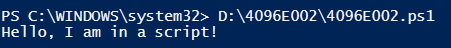 PS C:\WINDOWS\system32> D:\4096E002\4096E002.ps1
Hello, I am in a script!